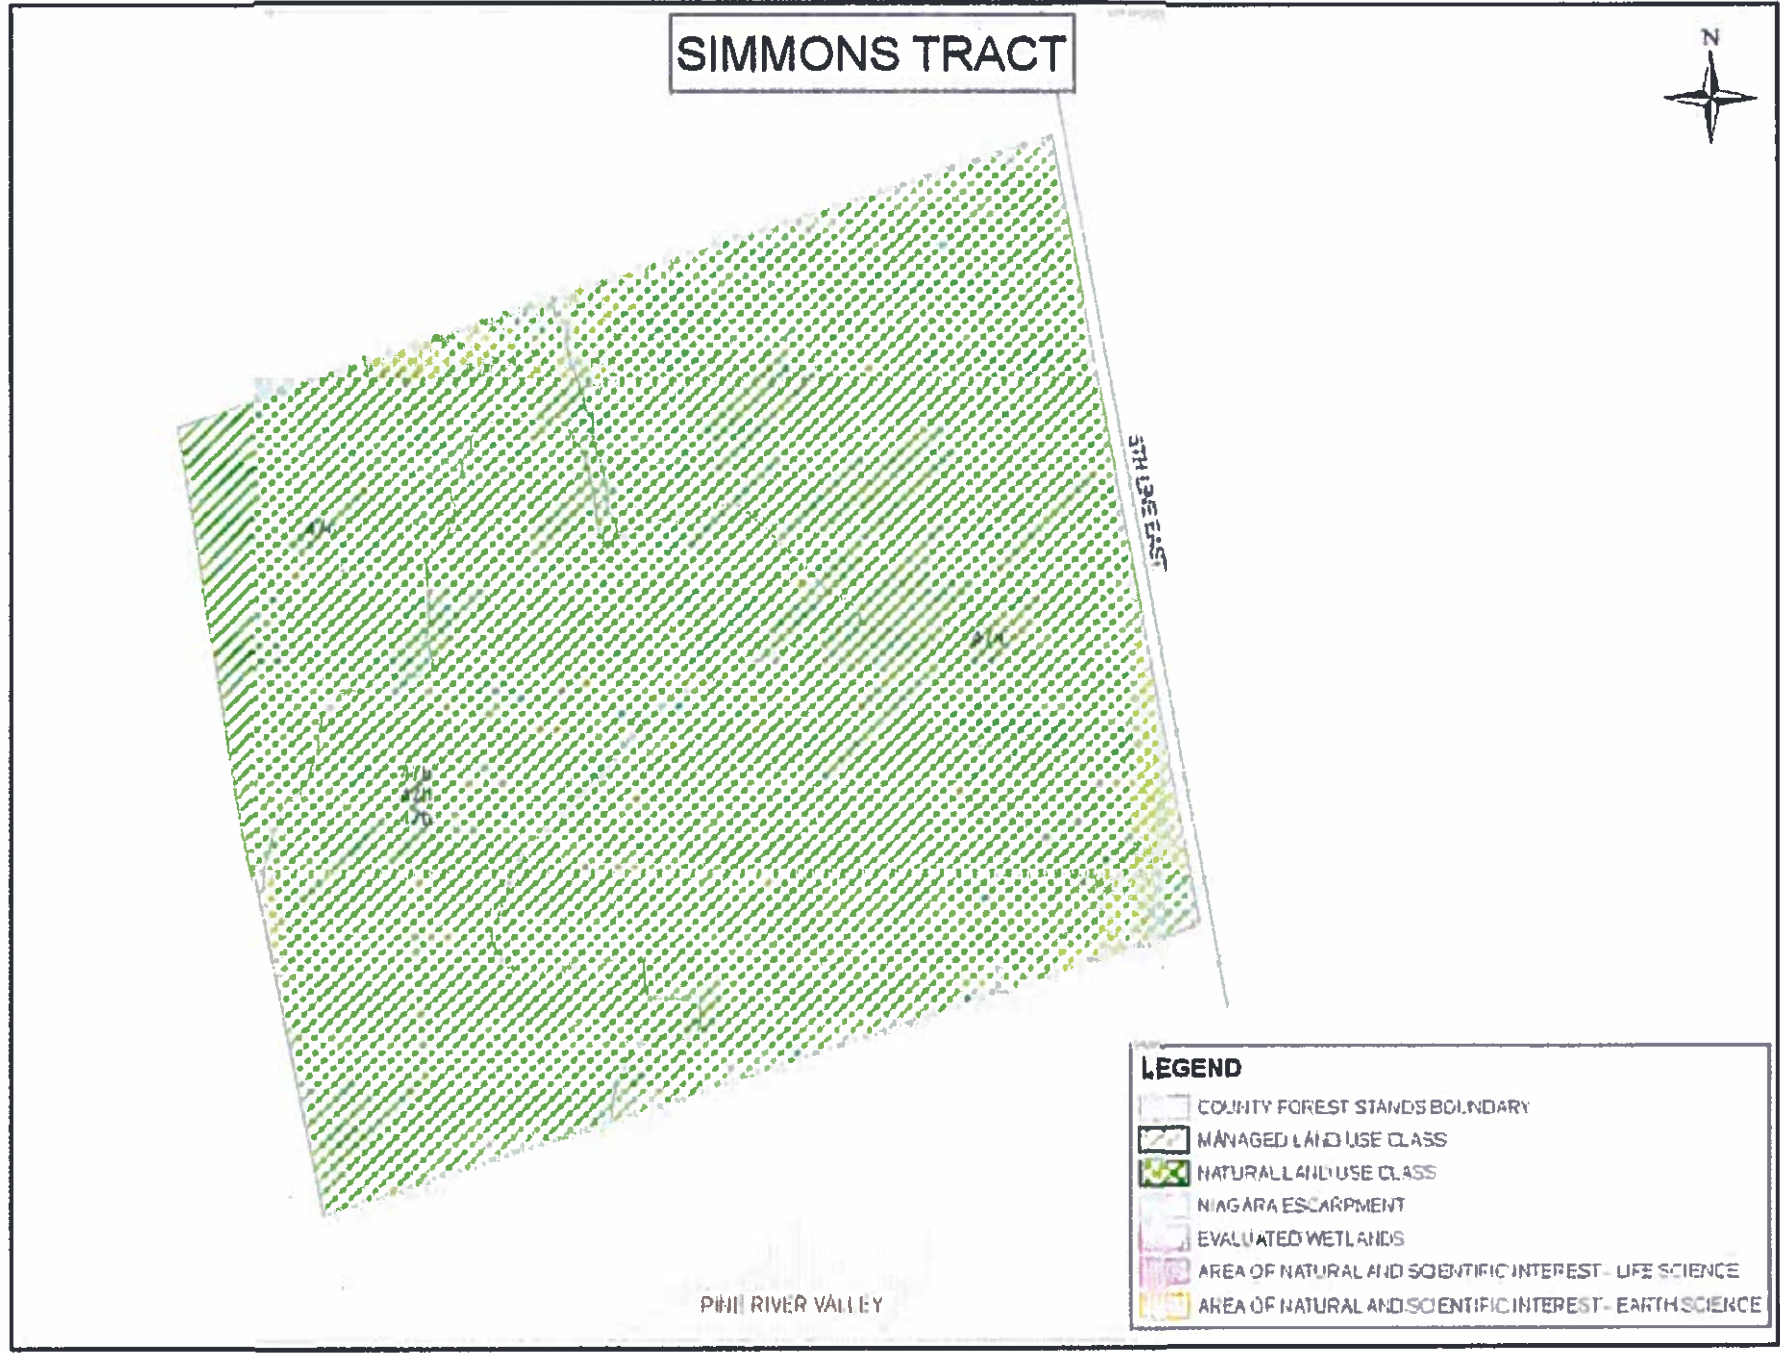 SIMMONS TRACT
N
5TH LINE EAST
LEGEND
COUNTY FOREST STANDS BOUNDARY
MANAGED LAND USE CLASS
NATURAL LAND USE CLASS
NIAGARA ESCARPMENT
EVALUATED WETLANDS
AREA OF NATURAL AND SCIENTIFIC INTEREST - LIFE SCIENCE
AREA OF NATURAL AND SCIENTIFIC INTEREST - EARTH SCIENCE
PINE RIVER VALLEY